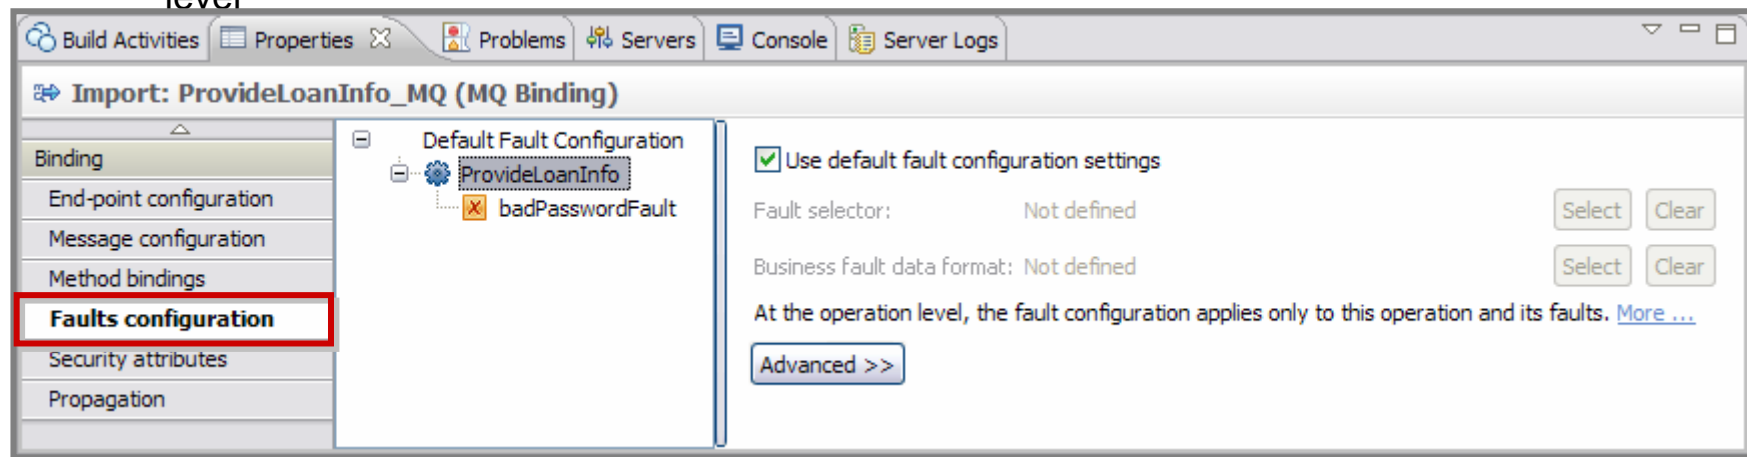 level
Build Activities Properties Problems Servers Console Server Logs
Import: ProvideLoanInfo_MQ (MQ Binding)
Binding
End-point configuration
Message configuration
Method bindings
Faults configuration
Security attributes
Propagation
Default Fault Configuration
ProvideLoanInfo
badPasswordFault
Use default fault configuration settings
Fault selector: Not defined Select Clear
Business fault data format: Not defined Select Clear
At the operation level, the fault configuration applies only to this operation and its faults. More ...
Advanced >>